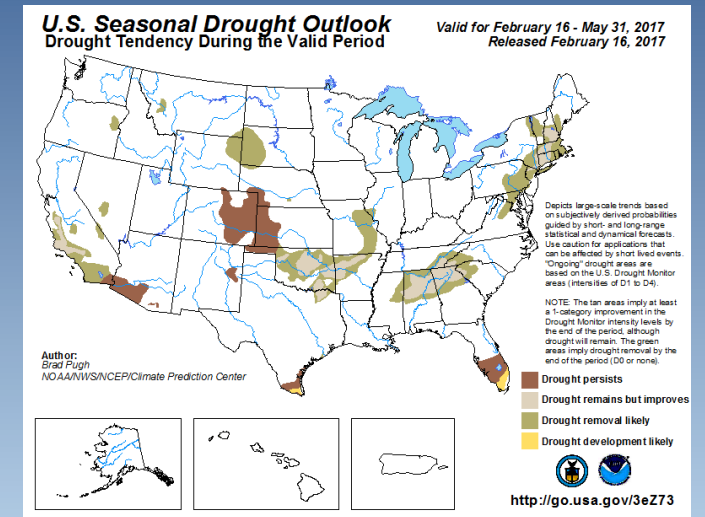 U.S. Seasonal Drought Outlook
Drought Tendency During the Valid Period
Valid for February 16 - May 31, 2017
Released February 16, 2017
Depicts large-scale trends based
on subjectively derived probabilities
guided by short- and long-range
statistical and dynamical forecasts.
Use caution for applications that
can be affected by short lived events.
"Ongoing" drought areas are
based on the U.S. Drought Monitor
areas (intensities of D1 to D4).
NOTE: The tan areas imply at least
a 1-category improvement in the
Drought Monitor intensity levels by
the end of the period, although
drought will remain. The green
areas imply drought removal by the
end of the period (D0 or none).
Author:
Brad Pugh
NOAA/NWS/NCEP/Climate Prediction Center
Drought persists
Drought remains but improves
Drought removal likely
Drought development likely
http://go.usa.gov/3eZ73